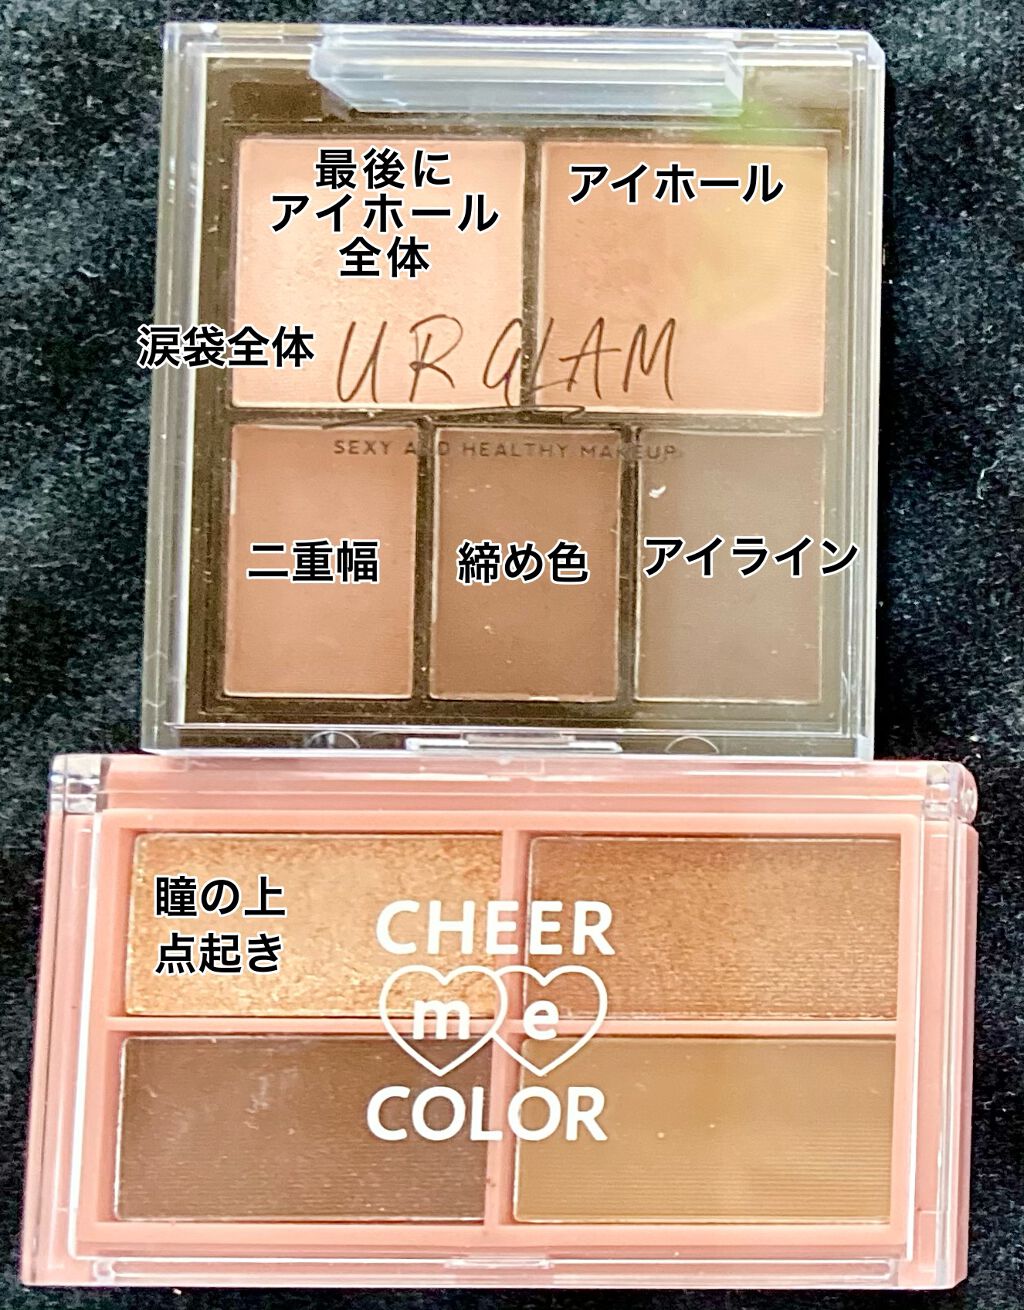 最後に
アイホール
全体
アイホール
涙袋全体
UR GLAM
SEXY AND HEALTHY MAKEUP
二重幅
締め色
アイライン
瞳の上
点起き
CHEER
me
COLOR